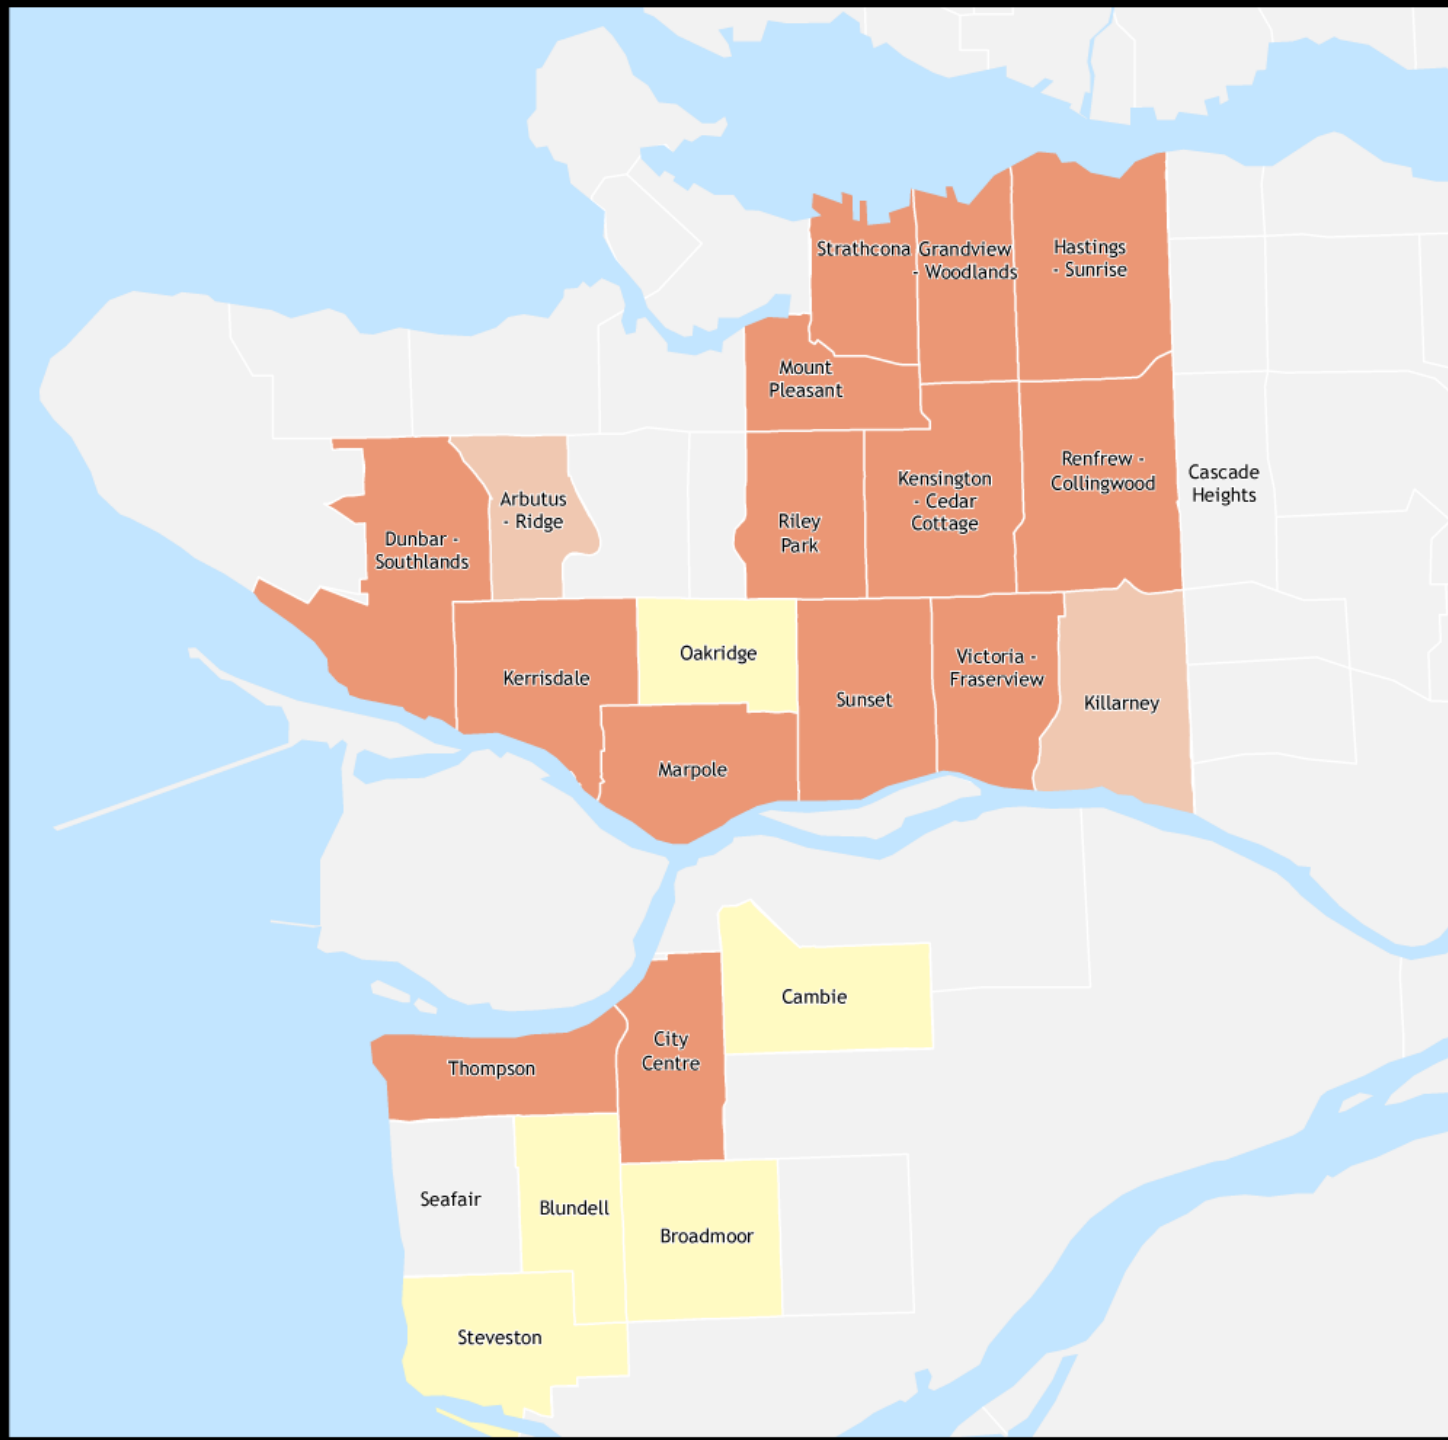 Strathcona
Grandview
- Woodlands
Hastings
- Sunrise
Mount
Pleasant
Renfrew -
Collingwood
Cascade
Heights
Kensington
- Cedar
Cottage
Arbutus
- Ridge
Riley
Park
Dunbar -
Southlands
Oakridge
Victoria -
Fraserview
Kerrisdale
Sunset
Killarney
Marpole
Cambie
City
Centre
Thompson
Seafair
Blundell
Broadmoor
Steveston